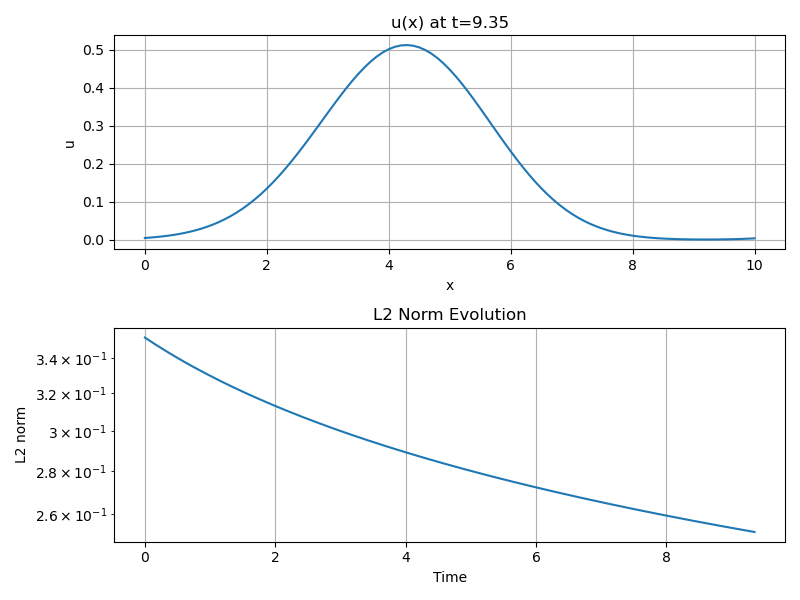 u(x) at t=9.35
0.5
0.4
0.3
0.2
0.1
0.0
u
0 2 4 6 8 10
x
L2 Norm Evolution
3.4 × 10⁻¹
3.2 × 10⁻¹
3 × 10⁻¹
2.8 × 10⁻¹
2.6 × 10⁻¹
L2 norm
0 2 4 6 8
Time